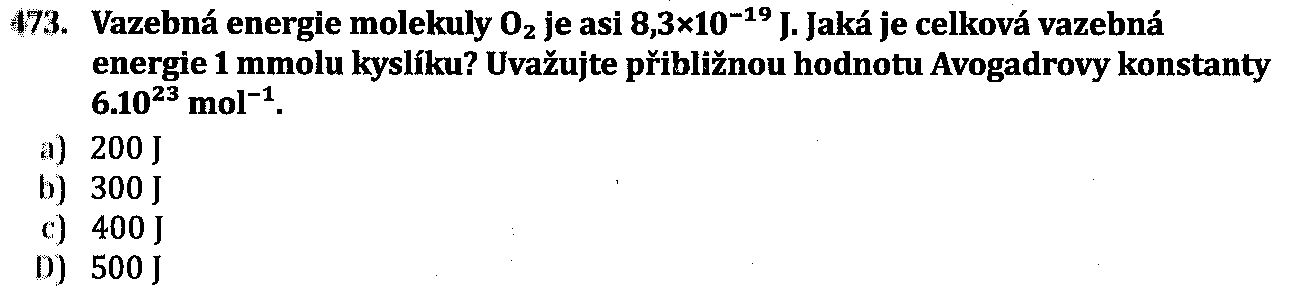 473. Vazebná energie molekuly O₂ je asi 8,3×10⁻¹⁹ J. Jaká je celková vazebná
energie 1 mmolu kyslíku? Uvažujte přibližnou hodnotu Avogadrovy konstanty
6.10²³ mol⁻¹.
a) 200 J
b) 300 J
c) 400 J
D) 500 J